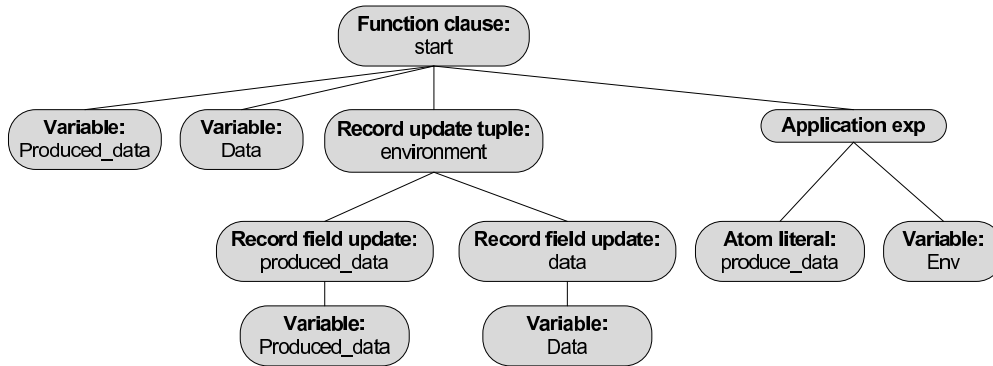 Function clause:
start
Variable:
Produced_data
Variable:
Data
Record update tuple:
environment
Application exp
Record field update:
produced_data
Record field update:
data
Atom literal:
produce_data
Variable:
Env
Variable:
Produced_data
Variable:
Data